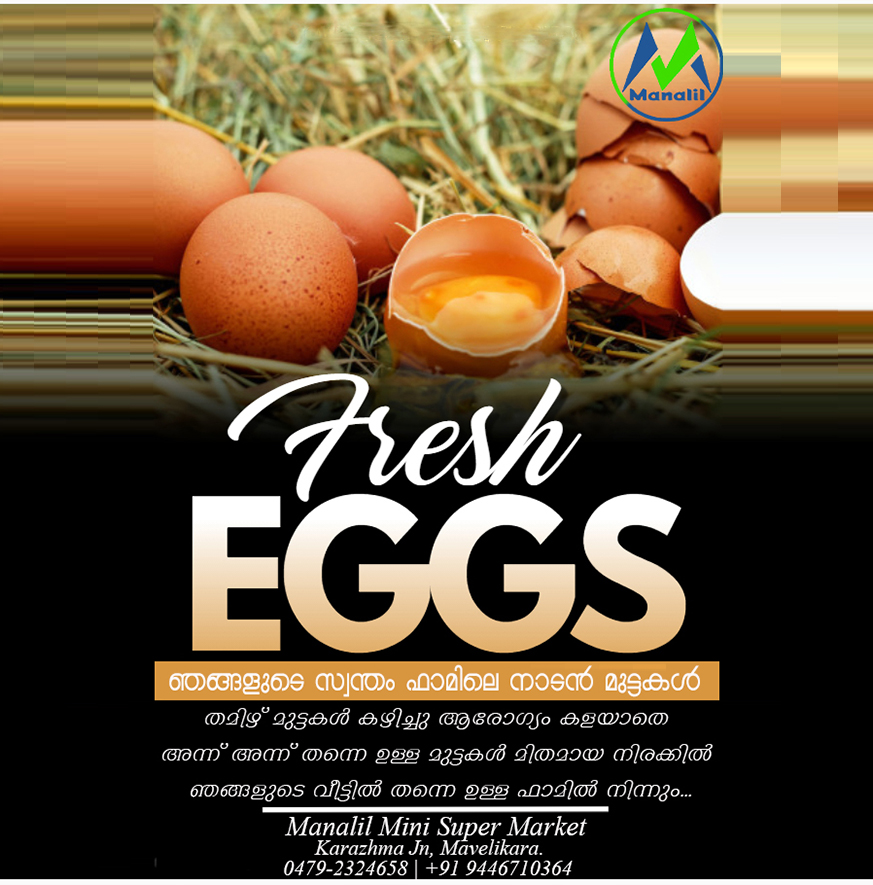 Manalil
Fresh
EGGS
ഞങ്ങളുടെ സ്വന്തം ഫാമിലെ നാടൻ മുട്ടകൾ
തമിഴ് മുട്ടകൾ കഴിച്ചു ആരോഗ്യം കളയാതെ
അന്ന് അന്ന് തന്നെ ഉള്ള മുട്ടകൾ മിതമായ നിരക്കിൽ
ഞങ്ങളുടെ വീട്ടിൽ തന്നെ ഉള്ള ഫാമിൽ നിന്നും...
Manalil Mini Super Market
Karazhma Jn, Mavelikara.
0479-2324658 | +91 9446710364